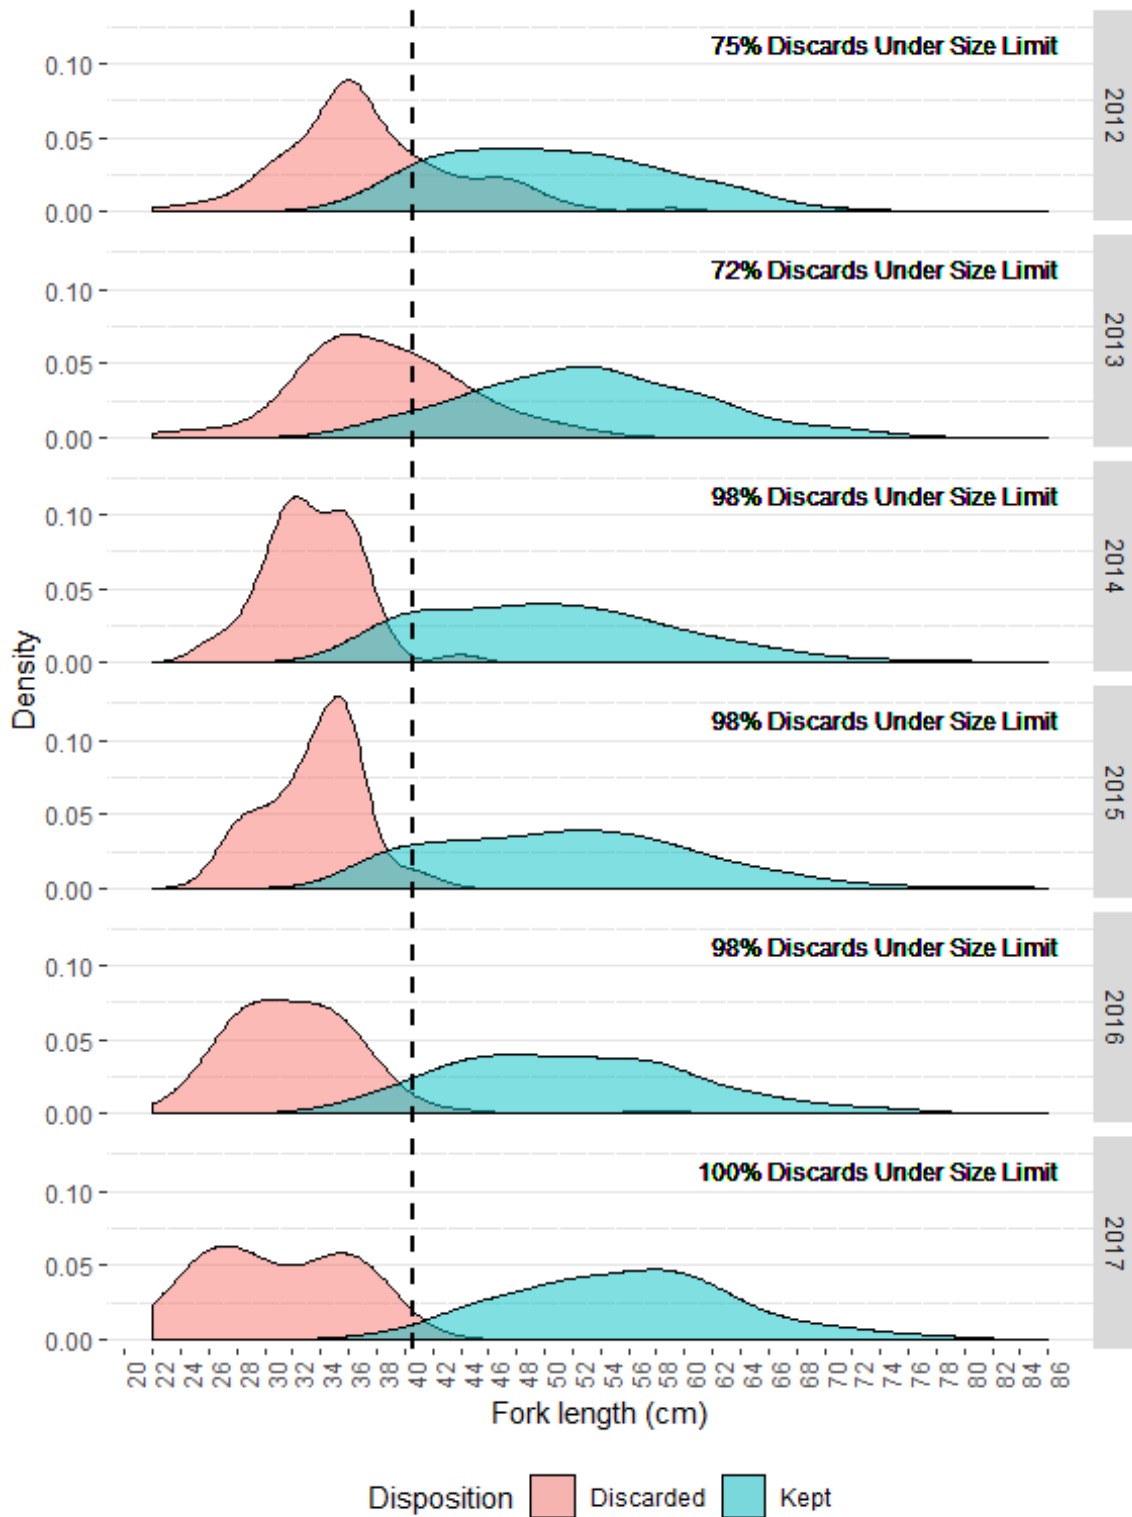 75% Discards Under Size Limit
0.10
0.05
0.00
2012
72% Discards Under Size Limit
0.10
0.05
0.00
2013
98% Discards Under Size Limit
0.10
0.05
0.00
2014
98% Discards Under Size Limit
0.10
0.05
0.00
2015
98% Discards Under Size Limit
0.10
0.05
0.00
2016
100% Discards Under Size Limit
0.10
0.05
0.00
2017
Density
20 22 24 26 28 30 32 34 36 38 40 42 44 46 48 50 52 54 56 58 60 62 64 66 68 70 72 74 76 78 80 82 84 86
Fork length (cm)
Disposition Discarded Kept